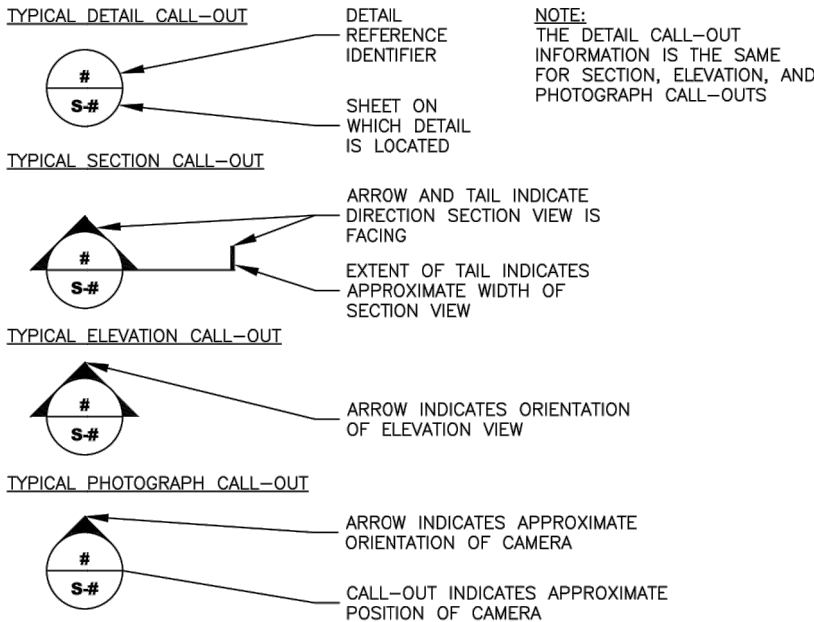 TYPICAL DETAIL CALL-OUT
#
S-#
DETAIL
REFERENCE
IDENTIFIER
SHEET ON
WHICH DETAIL
IS LOCATED
NOTE:
THE DETAIL CALL-OUT
INFORMATION IS THE SAME
FOR SECTION, ELEVATION, AND
PHOTOGRAPH CALL-OUTS
TYPICAL SECTION CALL-OUT
#
S-#
ARROW AND TAIL INDICATE
DIRECTION SECTION VIEW IS
FACING
EXTENT OF TAIL INDICATES
APPROXIMATE WIDTH OF
SECTION VIEW
TYPICAL ELEVATION CALL-OUT
#
S-#
ARROW INDICATES ORIENTATION
OF ELEVATION VIEW
TYPICAL PHOTOGRAPH CALL-OUT
#
S-#
ARROW INDICATES APPROXIMATE
ORIENTATION OF CAMERA
CALL-OUT INDICATES APPROXIMATE
POSITION OF CAMERA